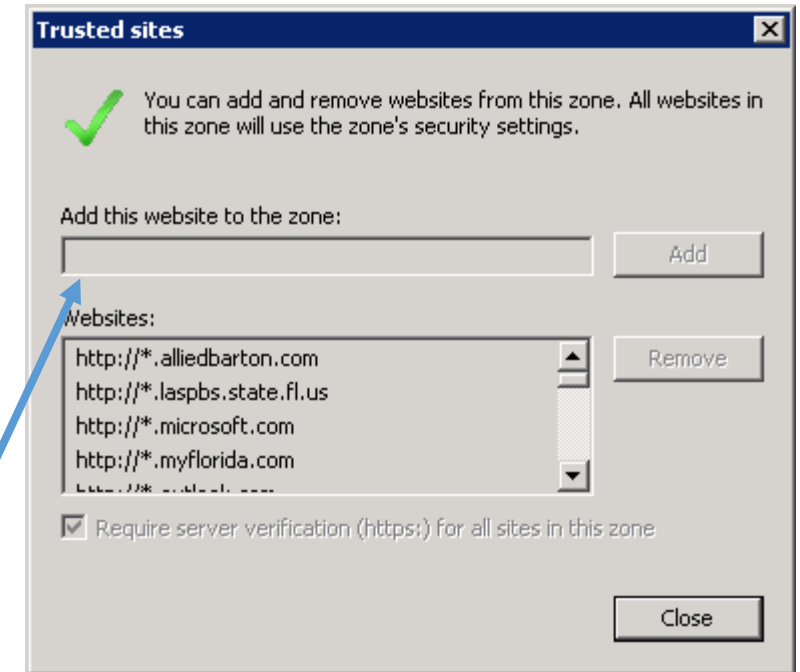 Trusted sites
You can add and remove websites from this zone. All websites in
this zone will use the zone's security settings.
Add this website to the zone:
Add
Websites:
http://*.alliedbarton.com
http://*.laspbs.state.fl.us
http://*.microsoft.com
http://*.myflorida.com
Remove
Require server verification (https:) for all sites in this zone
Close